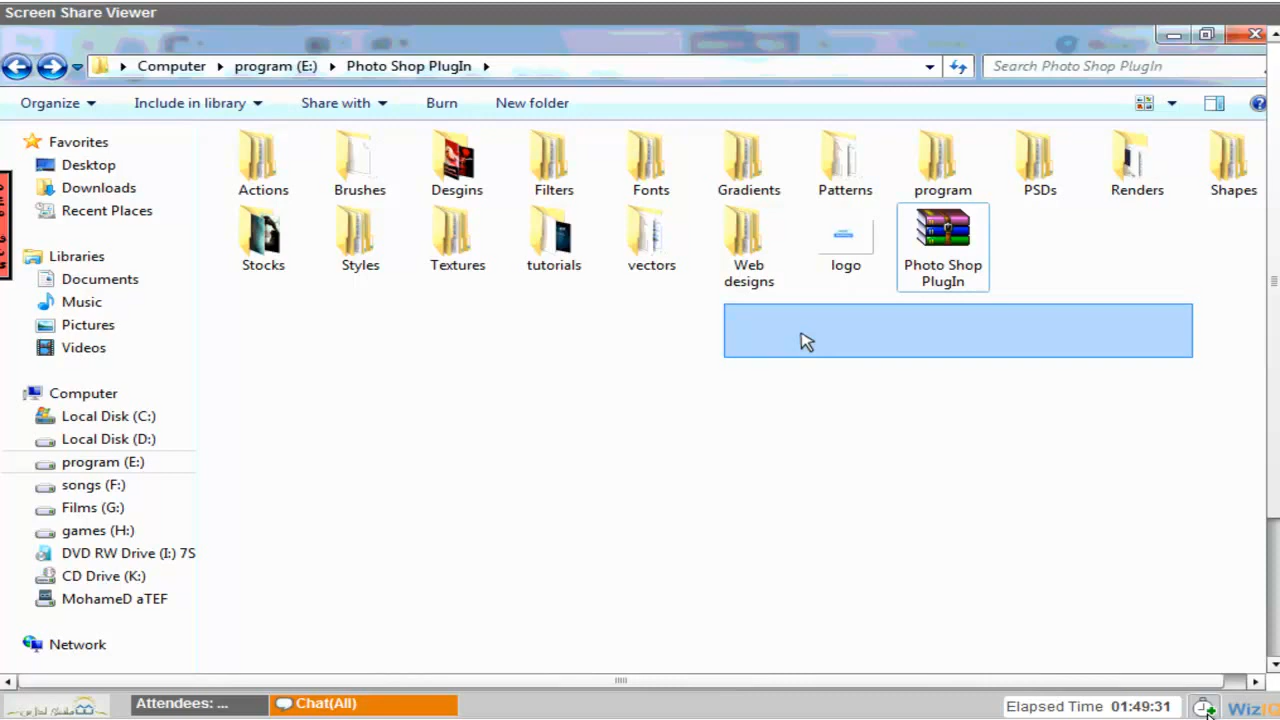 Screen Share Viewer
Computer program (E:) Photo Shop PlugIn
Search Photo Shop PlugIn
Organize Include in library Share with Burn New folder
Favorites
Desktop
Downloads
Recent Places
Libraries
Documents
Music
Pictures
Videos
Computer
Local Disk (C:)
Local Disk (D:)
program (E:)
songs (F:)
Films (G:)
games (H:)
DVD RW Drive (I:) 7S
CD Drive (K:)
MohameD aTEF
Network
Actions Brushes Desgins Filters Fonts Gradients Patterns program PSDs Renders Shapes
Stocks Styles Textures tutorials vectors Web designs logo Photo Shop PlugIn
Attendees: ...
Chat(All)
Elapsed Time 01:49:31